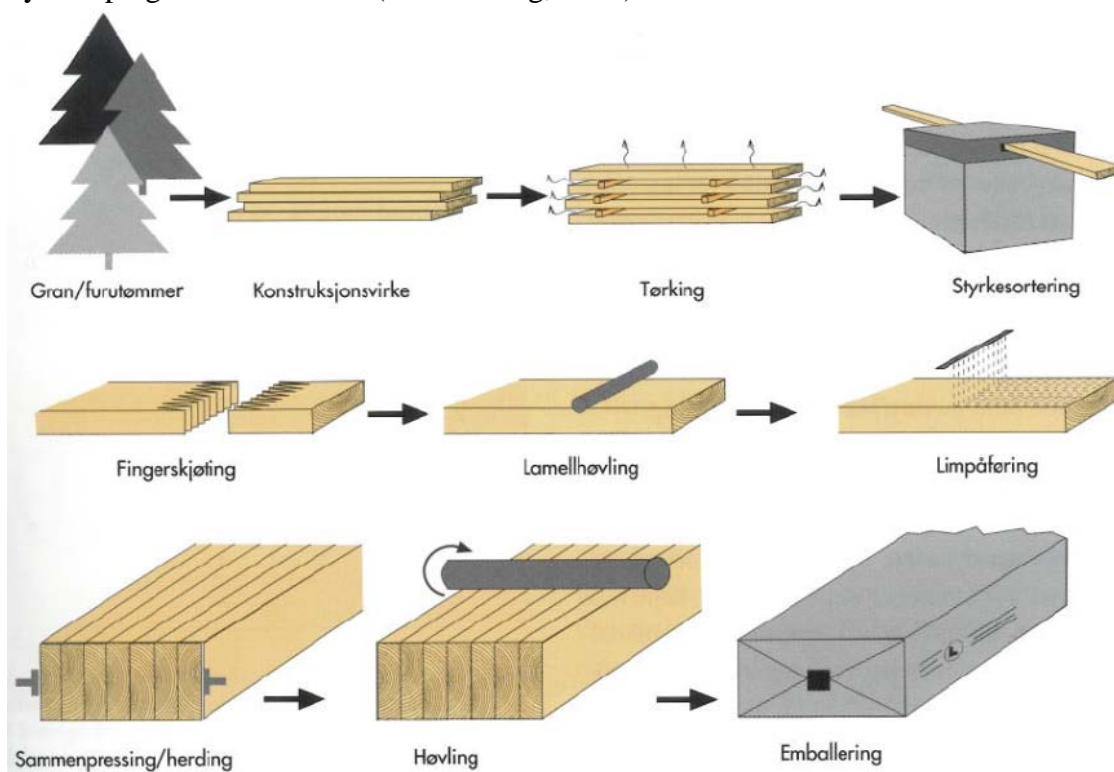 Gran/furutømmer
Konstruksjonsvirke
Tørking
Styrkesortering
Fingerskjøting
Lamellhøvling
Limpåføring
L
Sammenpressing/herding
Høvling
Emballering